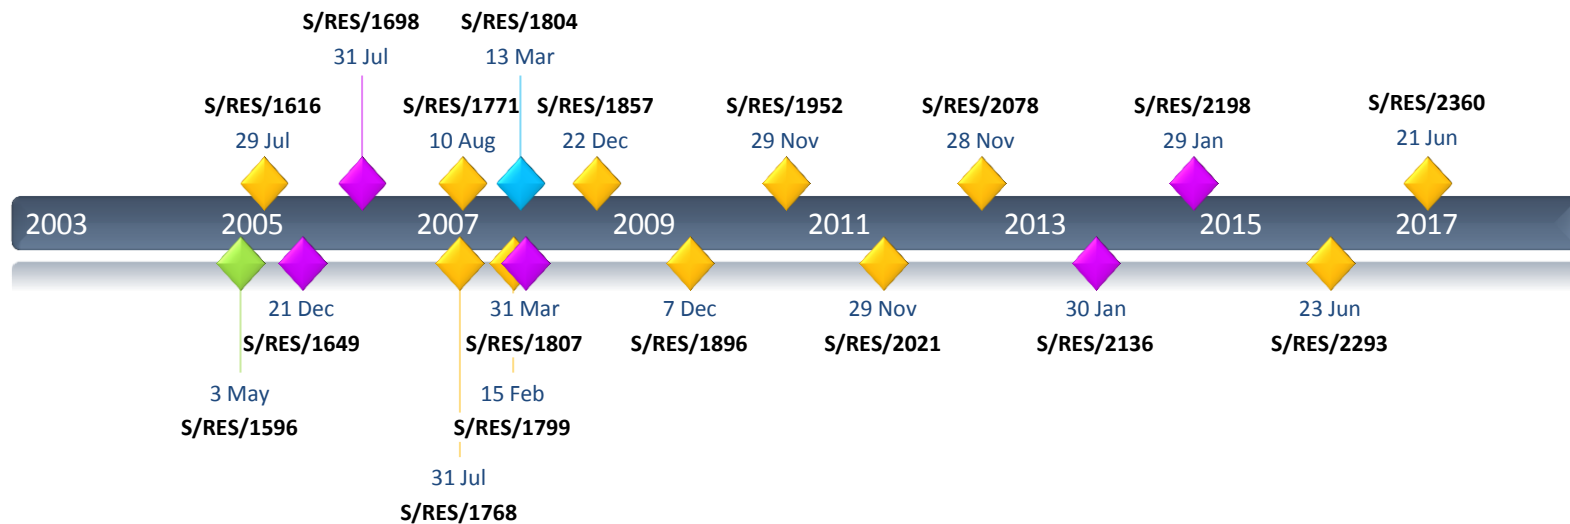 S/RES/1698
31 Jul
S/RES/1804
13 Mar
S/RES/1616
29 Jul
S/RES/1771
10 Aug
S/RES/1857
22 Dec
S/RES/1952
29 Nov
S/RES/2078
28 Nov
S/RES/2198
29 Jan
S/RES/2360
21 Jun
2003 2005 2007 2009 2011 2013 2015 2017
21 Dec
S/RES/1649
31 Mar
S/RES/1807
7 Dec
S/RES/1896
29 Nov
S/RES/2021
30 Jan
S/RES/2136
23 Jun
S/RES/2293
3 May
S/RES/1596
15 Feb
S/RES/1799
31 Jul
S/RES/1768